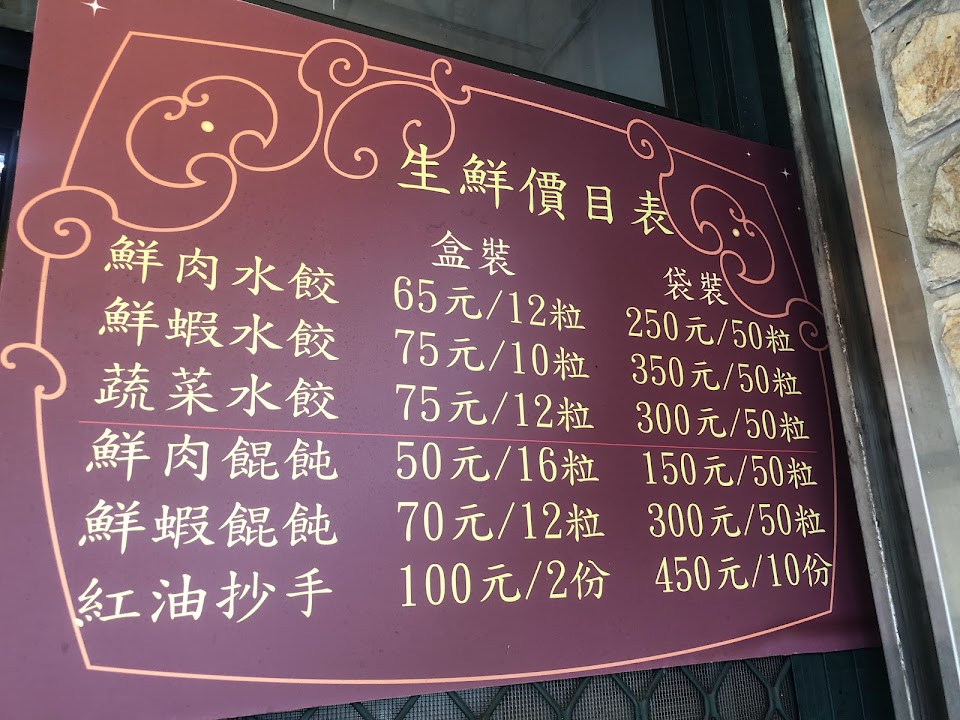 生鮮價目表
盒裝 袋裝
鮮肉水餃 65元/12粒 250元/50粒
鮮蝦水餃 75元/10粒 350元/50粒
蔬菜水餃 75元/12粒 300元/50粒
鮮肉餛飩 50元/16粒 150元/50粒
鮮蝦餛飩 70元/12粒 300元/50粒
紅油抄手 100元/2份 450元/10份